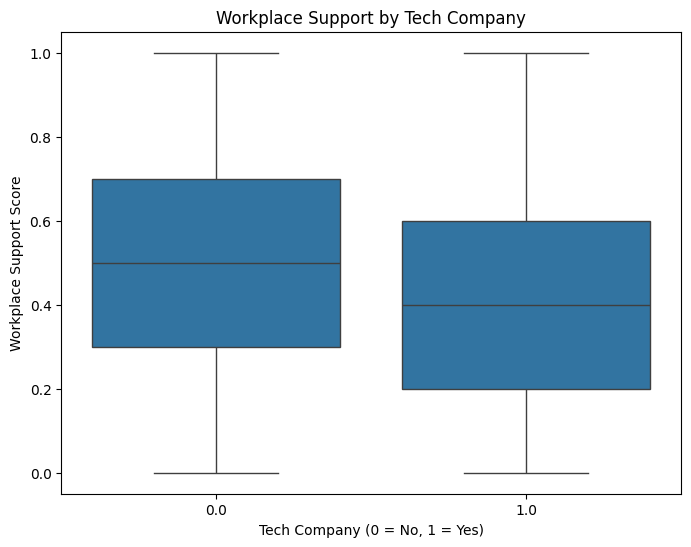 Workplace Support by Tech Company
Workplace Support Score
1.0
0.8
0.6
0.4
0.2
0.0
0.0 1.0
Tech Company (0 = No, 1 = Yes)